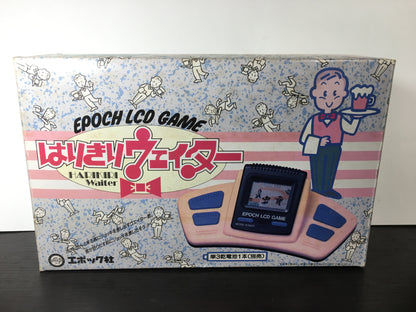 EPOCH LCD GAME
はりきりウェイター
HARIKIRI
Waiter
EPOCH LCD GAME
エポック社
単3乾電池1本(別売)